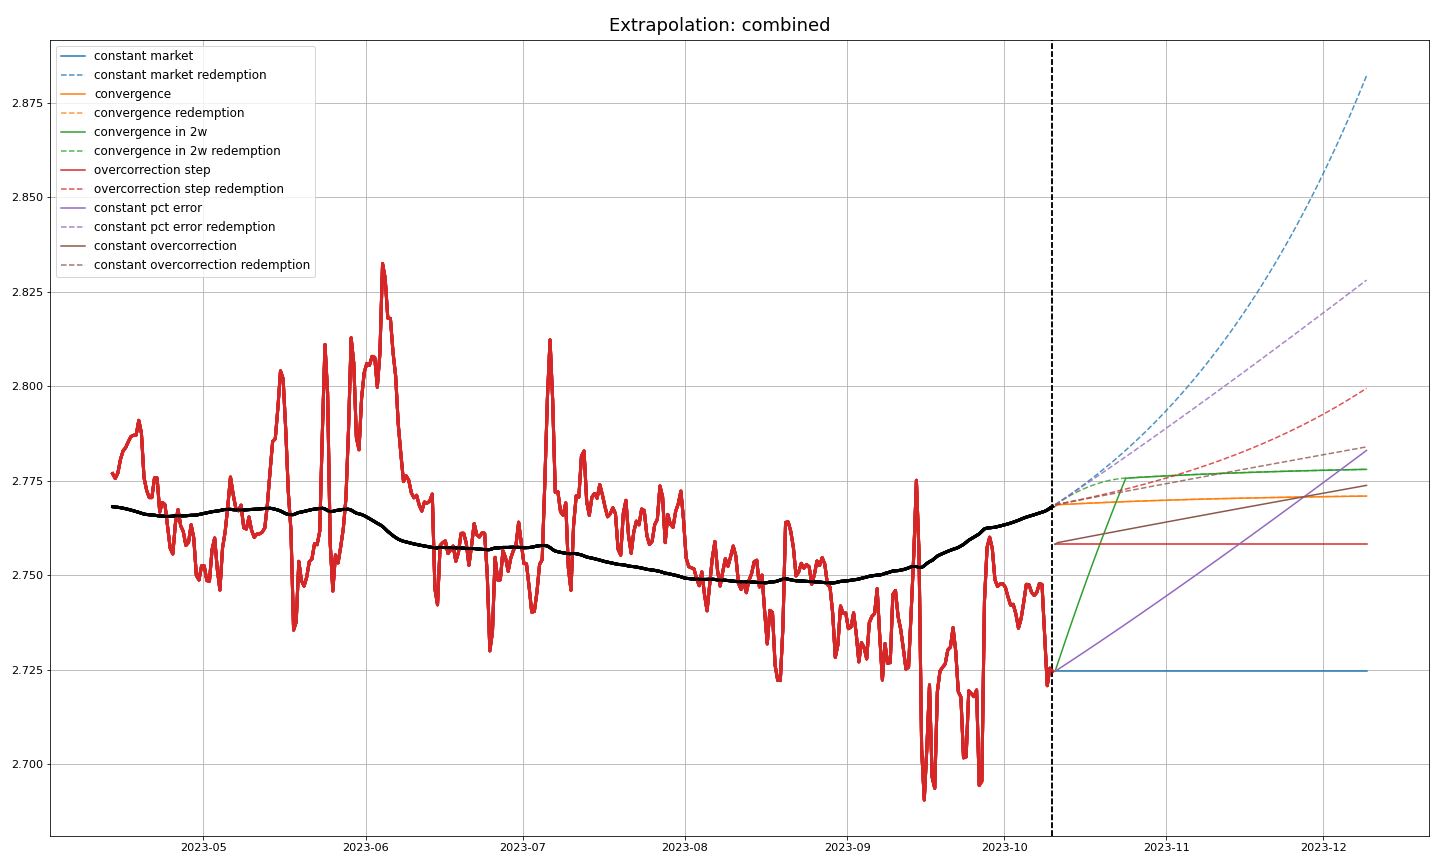 Extrapolation: combined
constant market
constant market redemption
convergence
convergence redemption
convergence in 2w
convergence in 2w redemption
overcorrection step
overcorrection step redemption
constant pct error
constant pct error redemption
constant overcorrection
constant overcorrection redemption
2.875
2.850
2.825
2.800
2.775
2.750
2.725
2.700
2023-05 2023-06 2023-07 2023-08 2023-09 2023-10 2023-11 2023-12